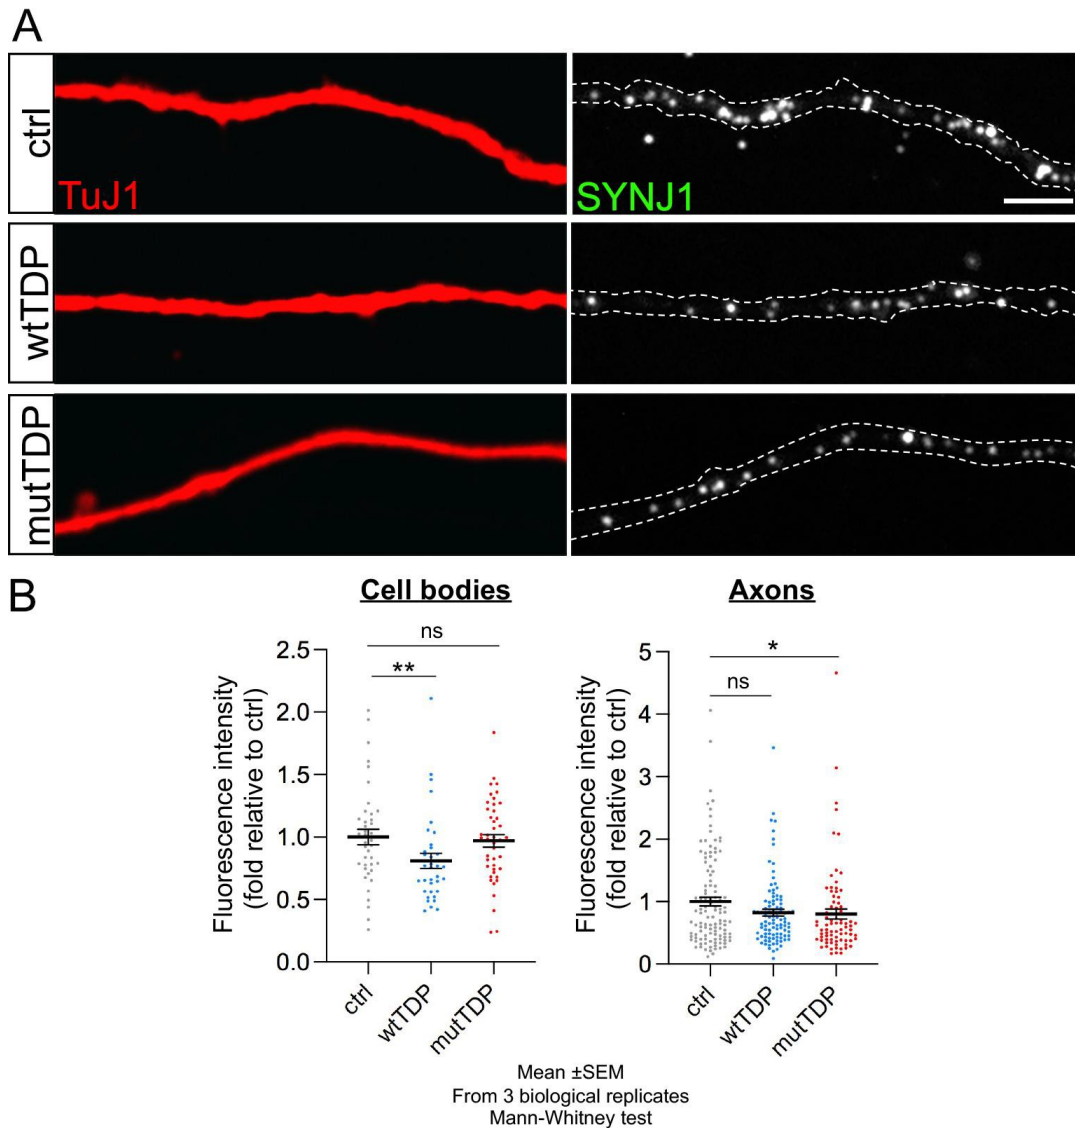 A
ctrl
TuJ1
SYNJ1
wtTDP
mutTDP
B
Cell bodies
Fluorescence intensity
(fold relative to ctrl)
2.5
2.0
1.5
1.0
0.5
0.0
ns
**
ctrl
wtTDP
mutTDP
Axons
Fluorescence intensity
(fold relative to ctrl)
5
4
3
2
1
0
*
ns
ctrl
wtTDP
mutTDP
Mean ±SEM
From 3 biological replicates
Mann-Whitney test